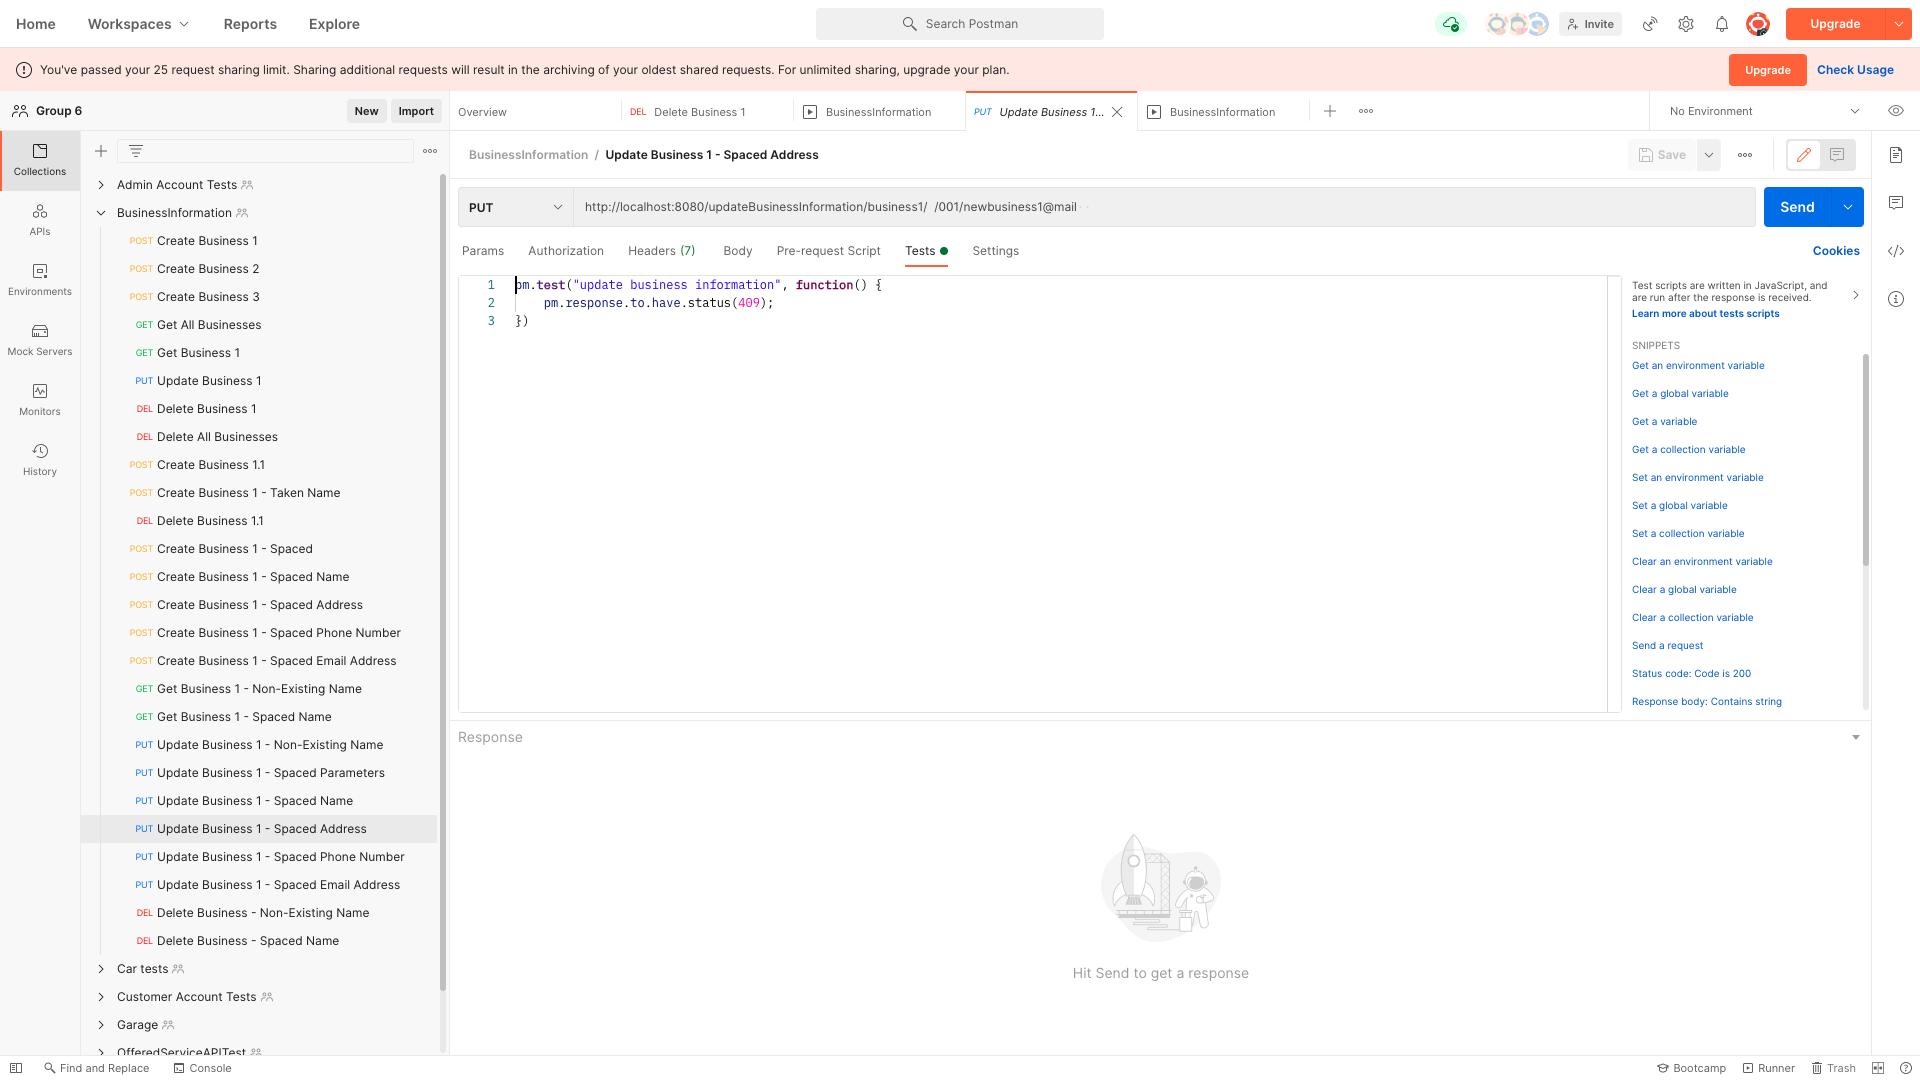 Home
Workspaces
Reports
Explore
Search Postman
Invite
Upgrade
You've passed your 25 request sharing limit. Sharing additional requests will result in the archiving of your oldest shared requests. For unlimited sharing, upgrade your plan.
Upgrade
Check Usage
Group 6
New
Import
Overview
DEL Delete Business 1
BusinessInformation
PUT Update Business 1...
BusinessInformation
No Environment
Collections
APIs
Environments
Mock Servers
Monitors
History
Admin Account Tests
BusinessInformation
POST Create Business 1
POST Create Business 2
POST Create Business 3
GET Get All Businesses
GET Get Business 1
PUT Update Business 1
DEL Delete Business 1
DEL Delete All Businesses
POST Create Business 1.1
POST Create Business 1 - Taken Name
DEL Delete Business 1.1
POST Create Business 1 - Spaced
POST Create Business 1 - Spaced Name
POST Create Business 1 - Spaced Address
POST Create Business 1 - Spaced Phone Number
POST Create Business 1 - Spaced Email Address
GET Get Business 1 - Non-Existing Name
GET Get Business 1 - Spaced Name
PUT Update Business 1 - Non-Existing Name
PUT Update Business 1 - Spaced Parameters
PUT Update Business 1 - Spaced Name
PUT Update Business 1 - Spaced Address
PUT Update Business 1 - Spaced Phone Number
PUT Update Business 1 - Spaced Email Address
DEL Delete Business - Non-Existing Name
DEL Delete Business - Spaced Name
Car tests
Customer Account Tests
Garage
OfferedServiceAPITest
BusinessInformation / Update Business 1 - Spaced Address
Save
PUT
http://localhost:8080/updateBusinessInformation/business1/ /001/newbusiness1@mail
Send
Params
Authorization
Headers (7)
Body
Pre-request Script
Tests
Settings
Cookies
1 pm.test("update business information", function() {
2 pm.response.to.have.status(409);
3 })
Test scripts are written in JavaScript, and
are run after the response is received.
Learn more about tests scripts
SNIPPETS
Get an environment variable
Get a global variable
Get a variable
Get a collection variable
Set an environment variable
Set a global variable
Set a collection variable
Clear an environment variable
Clear a global variable
Clear a collection variable
Send a request
Status code: Code is 200
Response body: Contains string
Response
Hit Send to get a response
Find and Replace
Console
Bootcamp
Runner
Trash